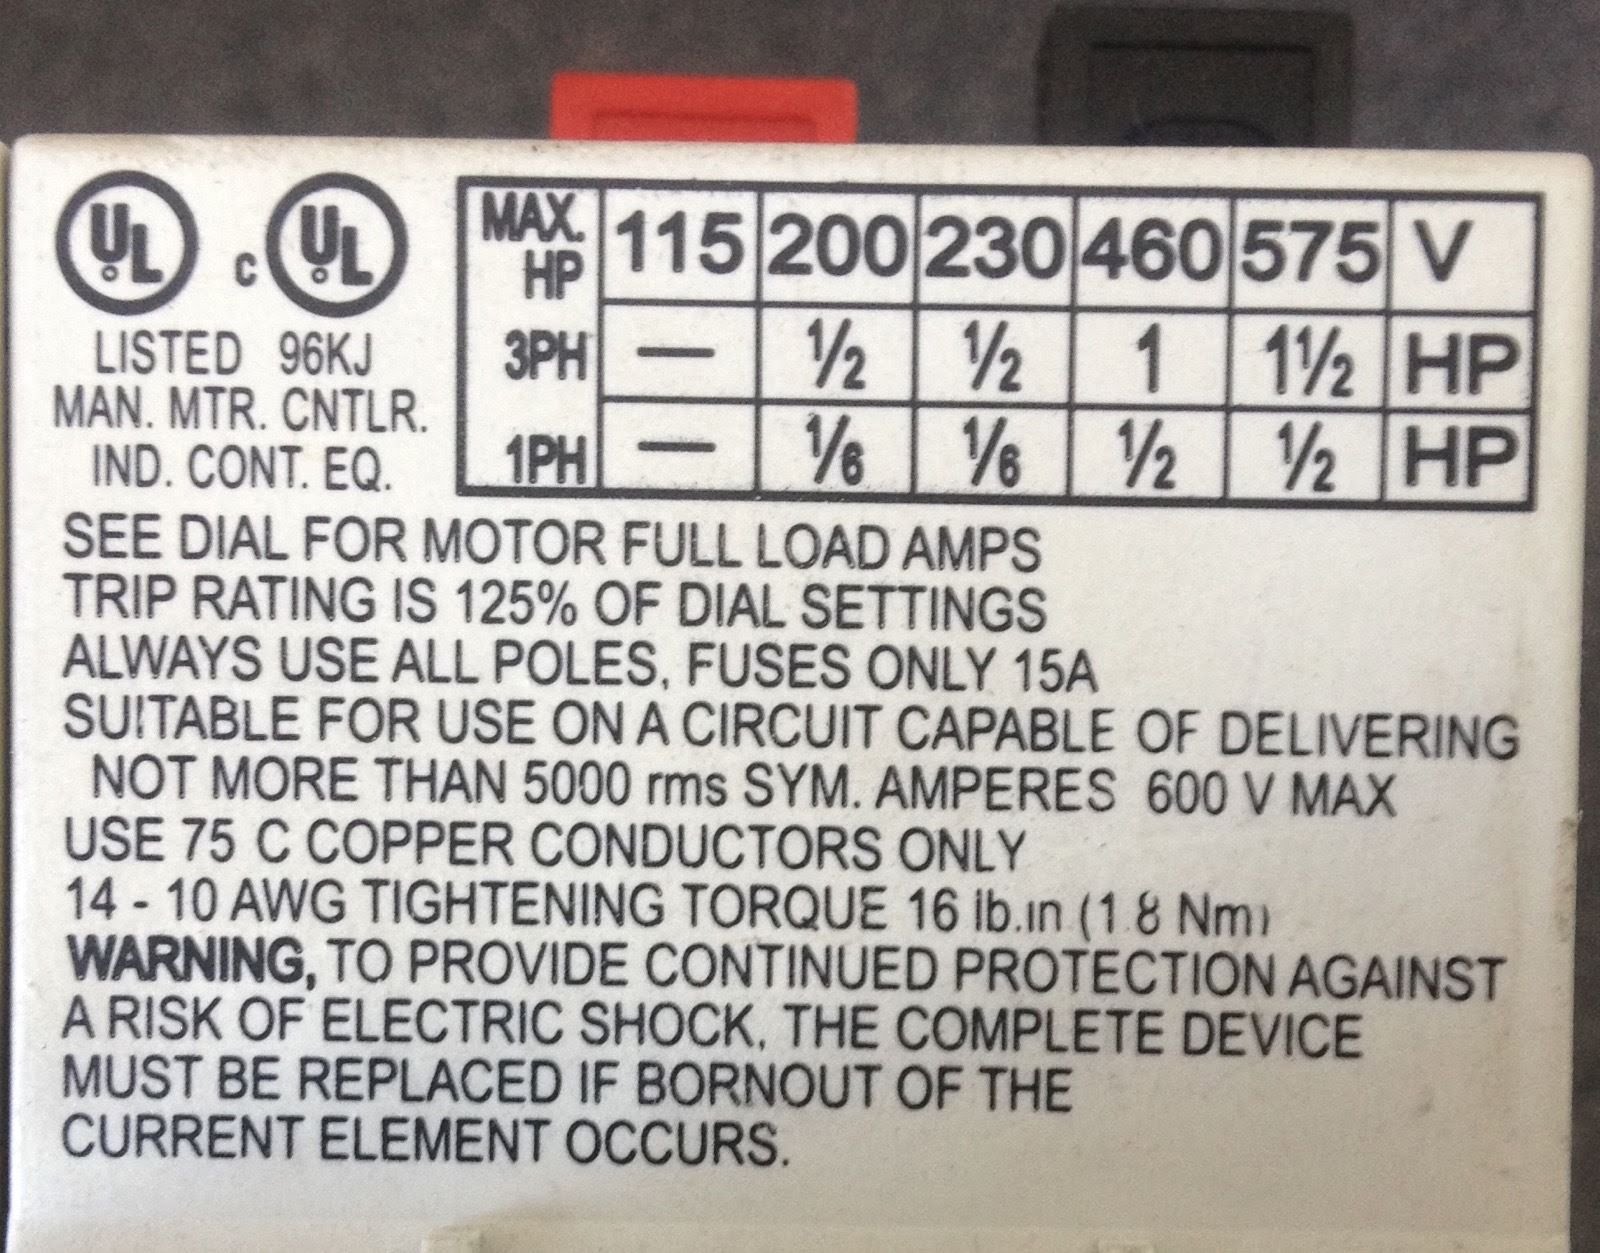 UL c UL
LISTED 96KJ
MAN. MTR. CNTLR.
IND. CONT. EQ.
MAX. HP 115 200 230 460 575 V
3PH — ½ ½ 1 1½ HP
1PH — ⅙ ⅙ ½ ½ HP
SEE DIAL FOR MOTOR FULL LOAD AMPS
TRIP RATING IS 125% OF DIAL SETTINGS
ALWAYS USE ALL POLES, FUSES ONLY 15A
SUITABLE FOR USE ON A CIRCUIT CAPABLE OF DELIVERING
NOT MORE THAN 5000 rms SYM. AMPERES 600 V MAX
USE 75 C COPPER CONDUCTORS ONLY
14 - 10 AWG TIGHTENING TORQUE 16 lb.in (1.8 Nm)
WARNING, TO PROVIDE CONTINUED PROTECTION AGAINST
A RISK OF ELECTRIC SHOCK, THE COMPLETE DEVICE
MUST BE REPLACED IF BORNOUT OF THE
CURRENT ELEMENT OCCURS.